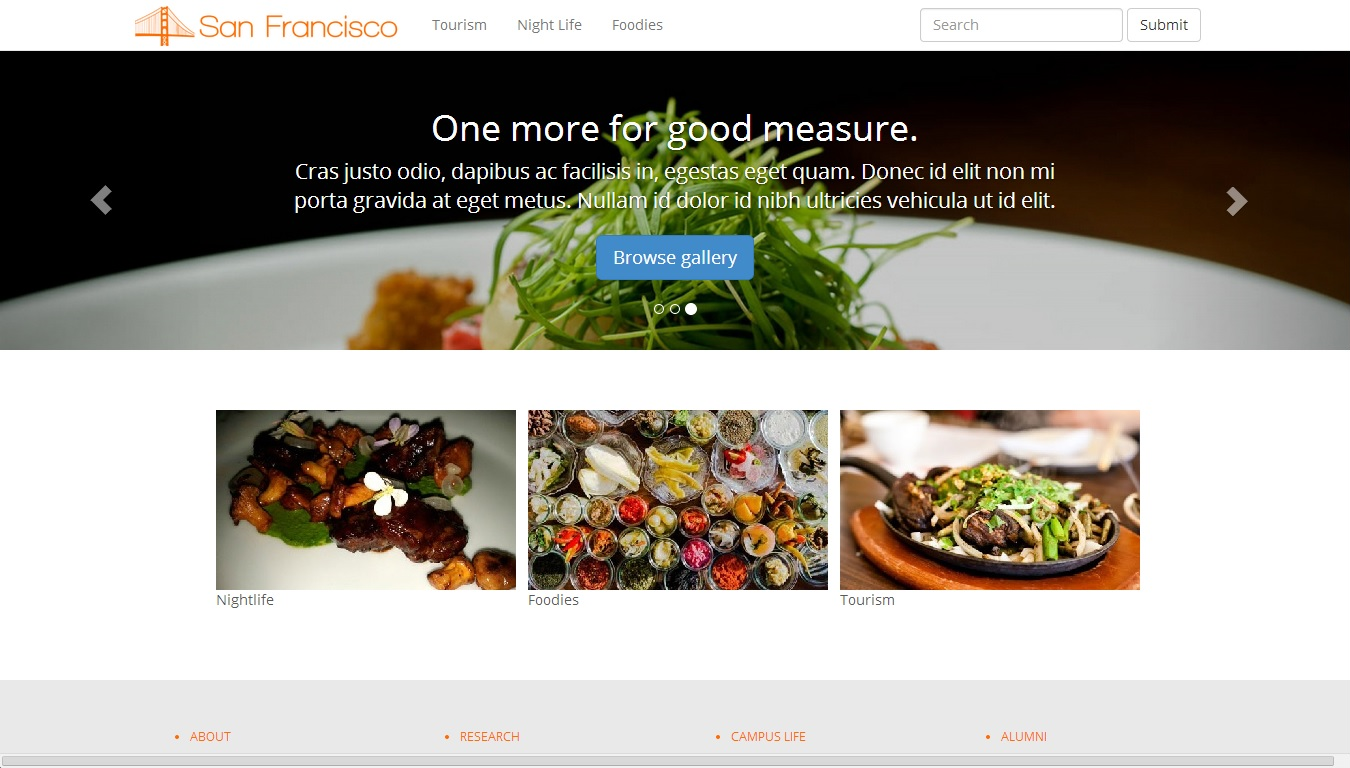 San Francisco
Tourism
Night Life
Foodies
Search
Submit
One more for good measure.
Cras justo odio, dapibus ac facilisis in, egestas eget quam. Donec id elit non mi
porta gravida at eget metus. Nullam id dolor id nibh ultricies vehicula ut id elit.
Browse gallery
Nightlife
Foodies
Tourism
ABOUT
RESEARCH
CAMPUS LIFE
ALUMNI